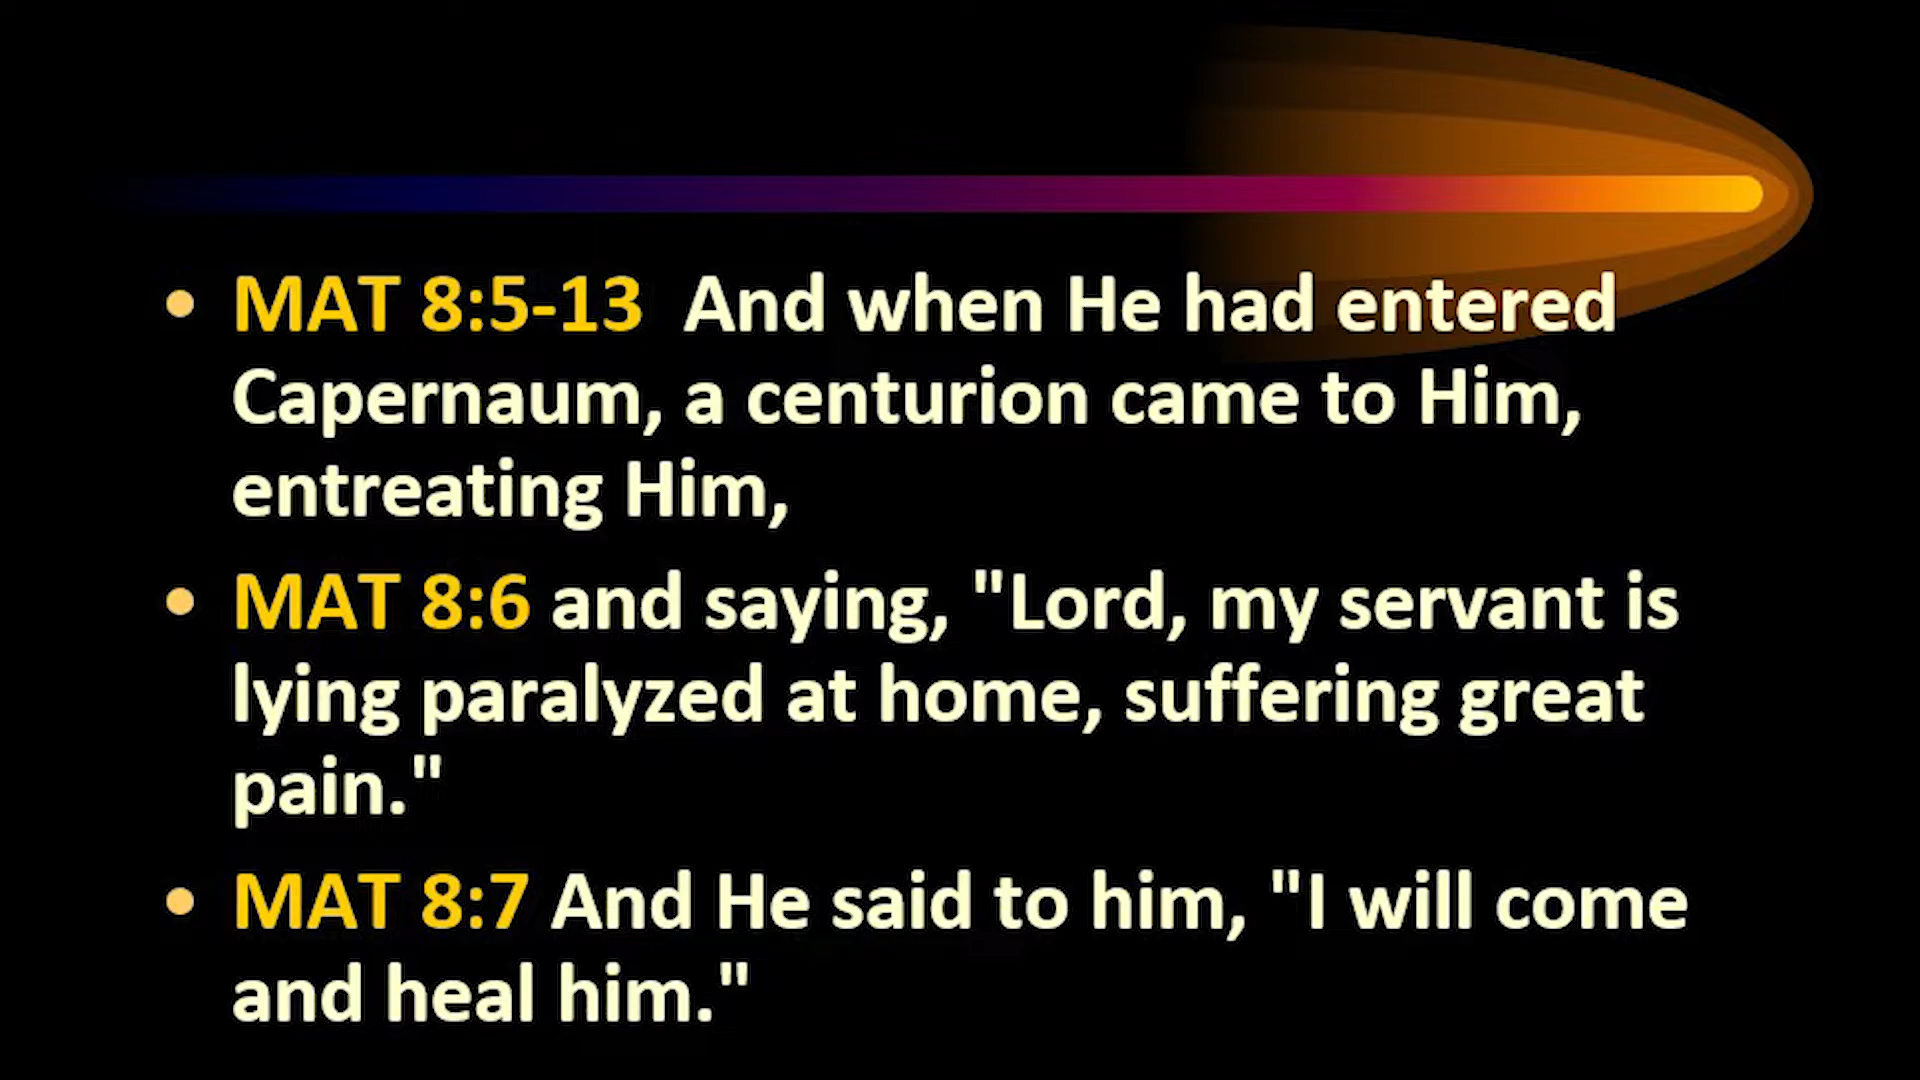 • MAT 8:5-13  And when He had entered
Capernaum, a centurion came to Him,
entreating Him,
• MAT 8:6 and saying, "Lord, my servant is
lying paralyzed at home, suffering great
pain."
• MAT 8:7 And He said to him, "I will come
and heal him."